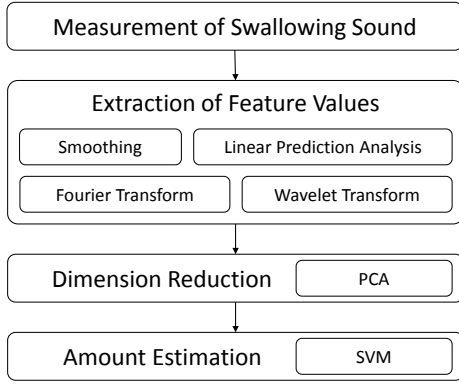 Measurement of Swallowing Sound
Extraction of Feature Values
Smoothing
Linear Prediction Analysis
Fourier Transform
Wavelet Transform
Dimension Reduction
PCA
Amount Estimation
SVM